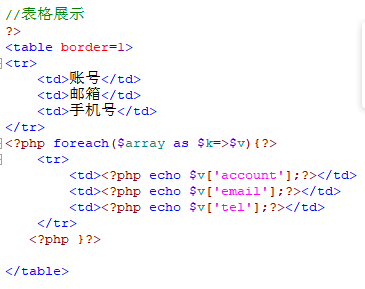 //表格展示
?>
<table border=1>
<tr>
    <td>账号</td>
    <td>邮箱</td>
    <td>手机号</td>
</tr>
<?php foreach($array as $k=>$v){?>
    <tr>
        <td><?php echo $v['account'];?></td>
        <td><?php echo $v['email'];?></td>
        <td><?php echo $v['tel'];?></td>
    </tr>
   <?php }?>
</table>